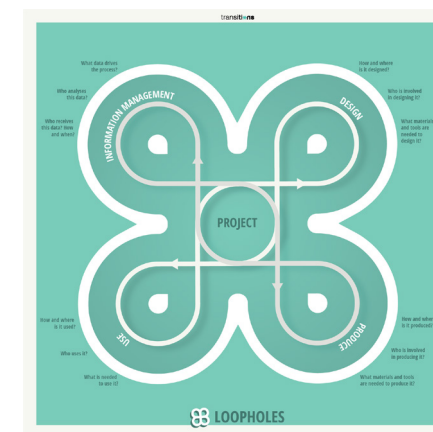 transitions
What data drives
the process?
Who analyses
this data?
Who receives
this data? How
and when?
INFORMATION MANAGEMENT
How and where
is it designed?
Who is involved
in designing it?
What materials
and tools are
needed to
design it?
DESIGN
PROJECT
How and where
is it used?
Who uses it?
What is needed
to use it?
USE
How and where
is it produced?
Who is involved
in producing it?
What materials and tools
are needed to produce it?
PRODUCE
LOOPHOLES